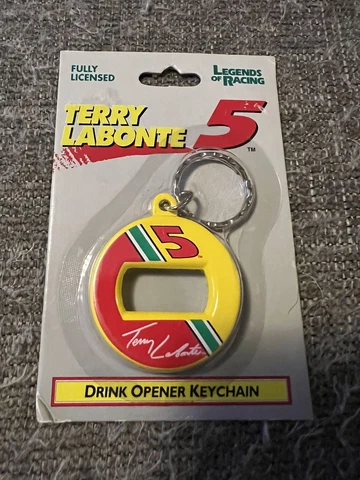 FULLY
LICENSED
LEGENDS
OF RACING
TERRY
LABONTE
5
TM
5
Terry Labonte
DRINK OPENER KEYCHAIN